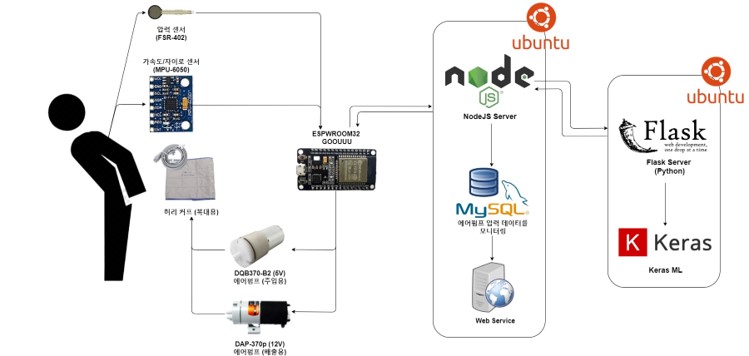 압력 센서
(FSR-402)
가속도/자이로 센서
(MPU-6050)
허리 커프 (복대용)
ESPWROOM32
GOOUUU
DQB370-B2 (6V)
에어펌프 (주입용)
DAP-370p (12V)
에어펌프 (배출용)
ubuntu
node
JS
NodeJS Server
MySQL
에어펌프 압력 데이터를
모니터링
Web Service
ubuntu
Flask
web development,
one drop at a time
Flask Server
(Python)
K Keras
Keras ML